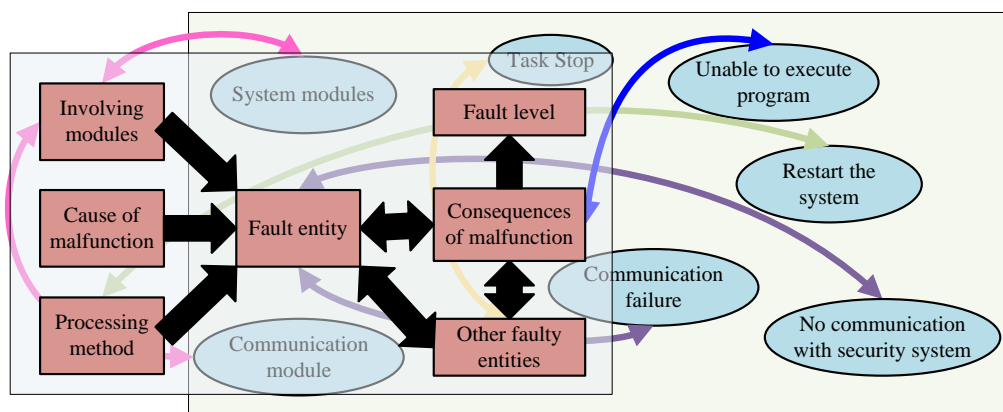 Task Stop
Unable to execute
program
System modules
Involving
modules
Fault level
Restart the
system
Cause of
malfunction
Fault entity
Consequences
of malfunction
Communication
failure
Processing
method
Communication
module
Other faulty
entities
No communication
with security system